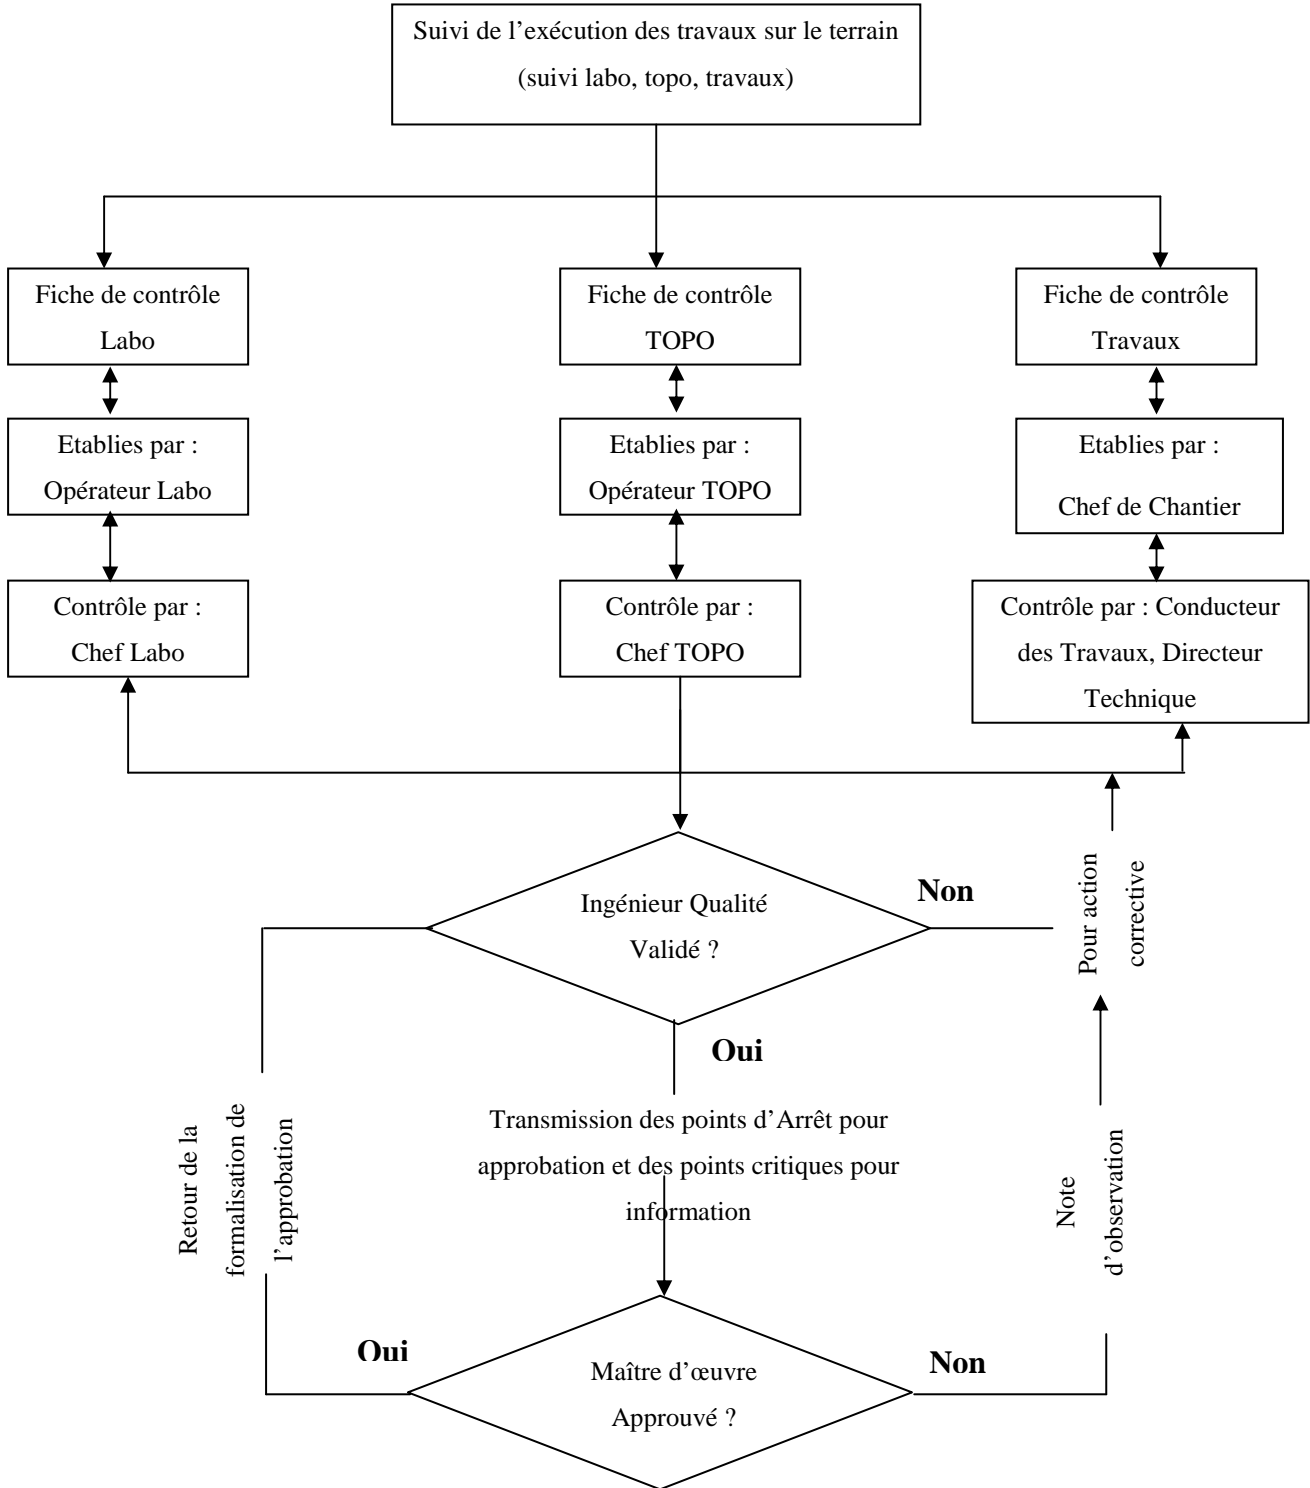 Suivi de l’exécution des travaux sur le terrain
(suivi labo, topo, travaux)
Fiche de contrôle
Labo
Fiche de contrôle
TOPO
Fiche de contrôle
Travaux
Etablies par :
Opérateur Labo
Etablies par :
Opérateur TOPO
Etablies par :
Chef de Chantier
Contrôle par :
Chef Labo
Contrôle par :
Chef TOPO
Contrôle par : Conducteur
des Travaux, Directeur
Technique
Ingénieur Qualité
Validé ?
Non
Pour action
corrective
Oui
Transmission des points d’Arrêt pour
approbation et des points critiques pour
information
Retour de la
formalisation de
l’approbation
Note
d’observation
Oui
Maître d’œuvre
Approuvé ?
Non